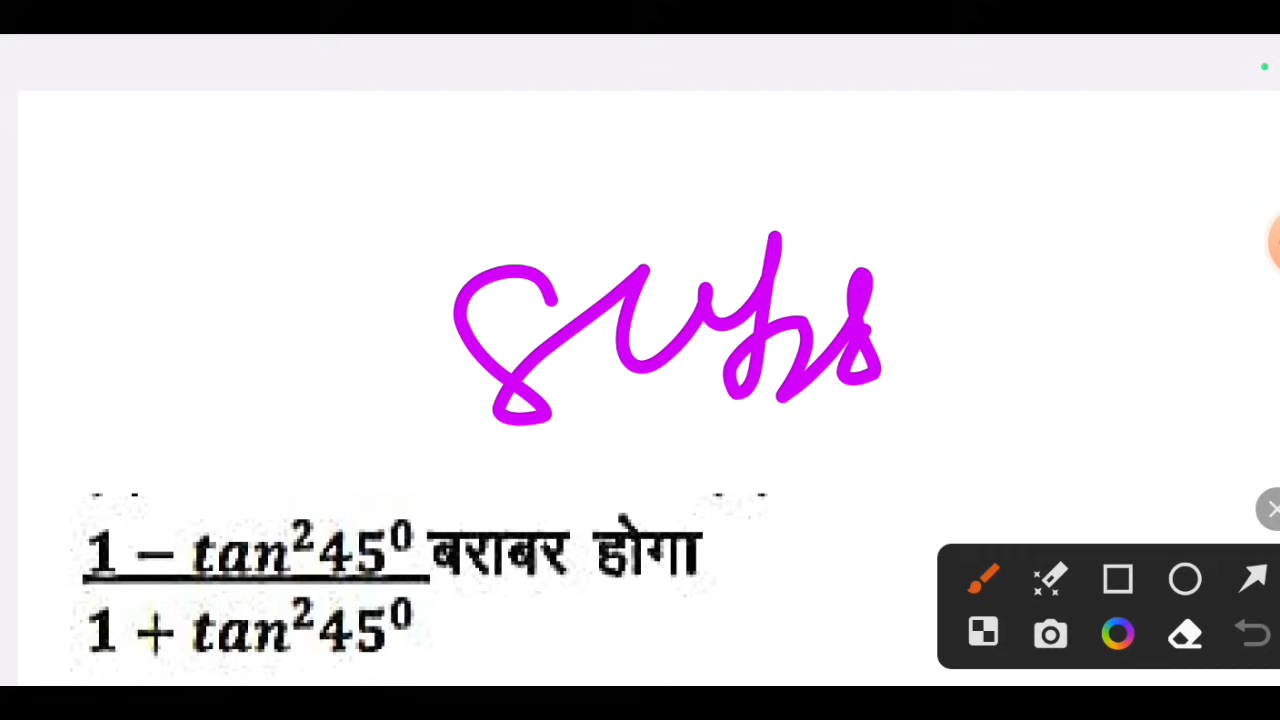 1 − tan²45⁰ बराबर होगा
1 + tan²45⁰